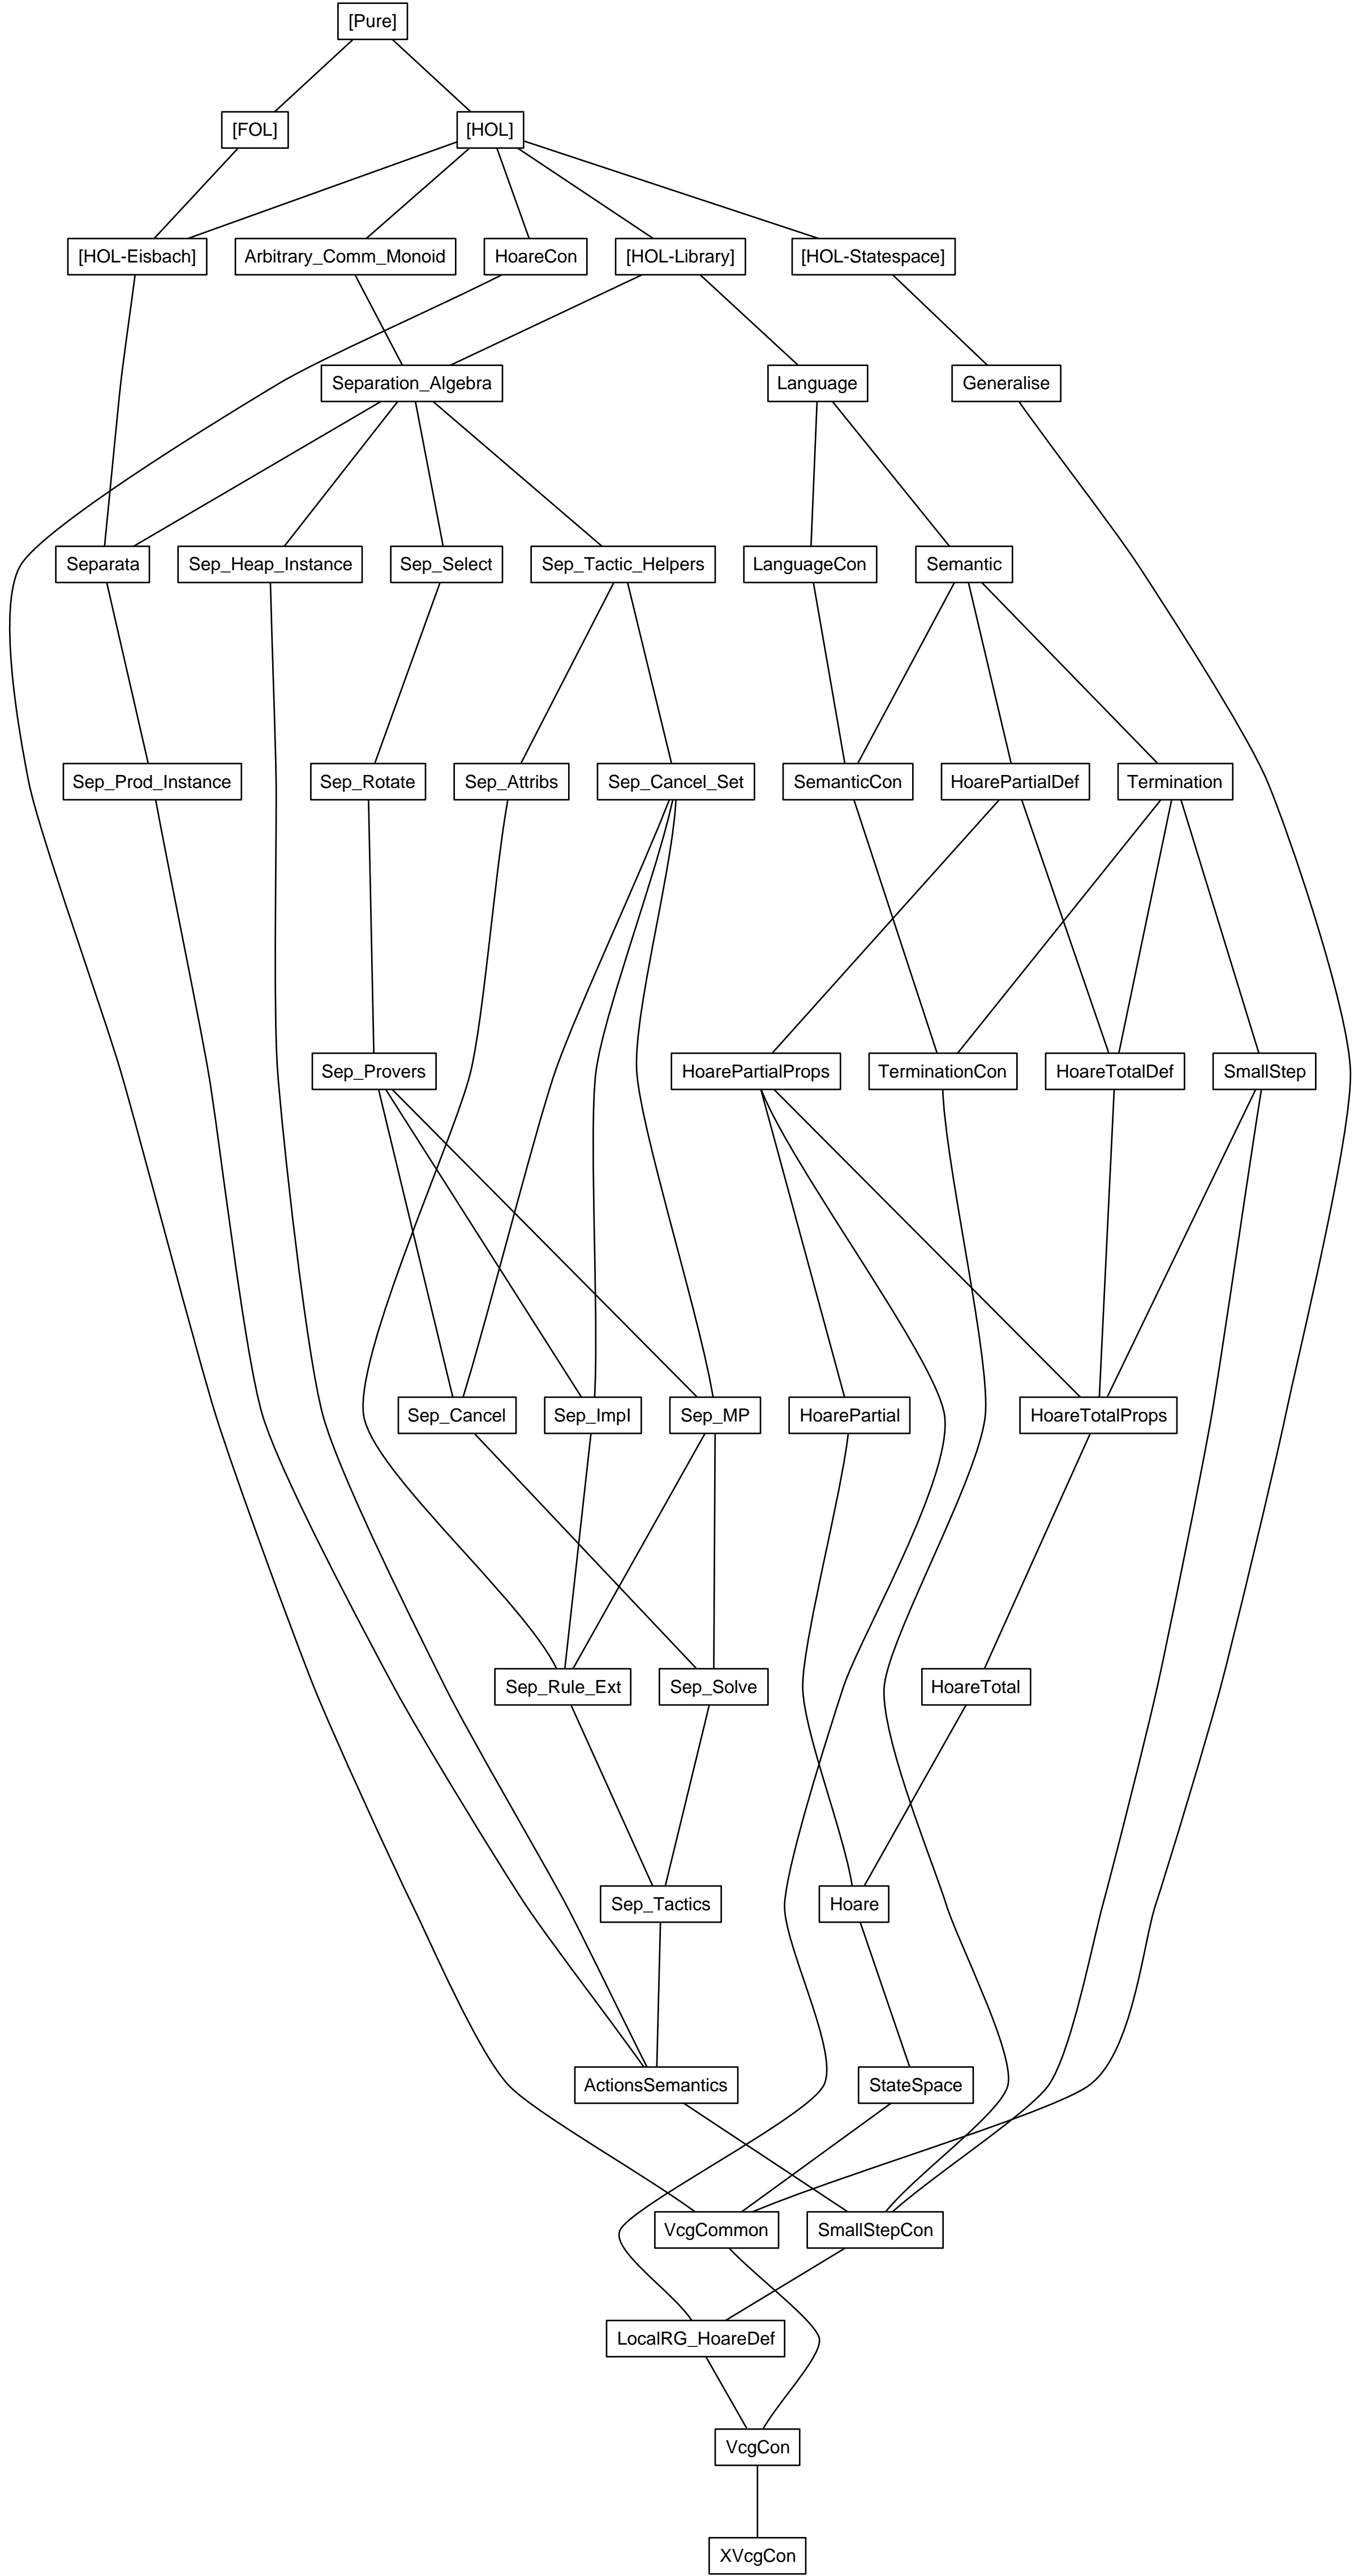 [Pure]
[FOL]
[HOL]
[HOL-Eisbach]
Arbitrary_Comm_Monoid
HoareCon
[HOL-Library]
[HOL-Statespace]
Separation_Algebra
Language
Generalise
Separata
Sep_Heap_Instance
Sep_Select
Sep_Tactic_Helpers
LanguageCon
Semantic
Sep_Prod_Instance
Sep_Rotate
Sep_Attribs
Sep_Cancel_Set
SemanticCon
HoarePartialDef
Termination
Sep_Provers
HoarePartialProps
TerminationCon
HoareTotalDef
SmallStep
Sep_Cancel
Sep_ImpI
Sep_MP
HoarePartial
HoareTotalProps
Sep_Rule_Ext
Sep_Solve
HoareTotal
Sep_Tactics
Hoare
ActionsSemantics
StateSpace
VcgCommon
SmallStepCon
LocalRG_HoareDef
VcgCon
XVcgCon